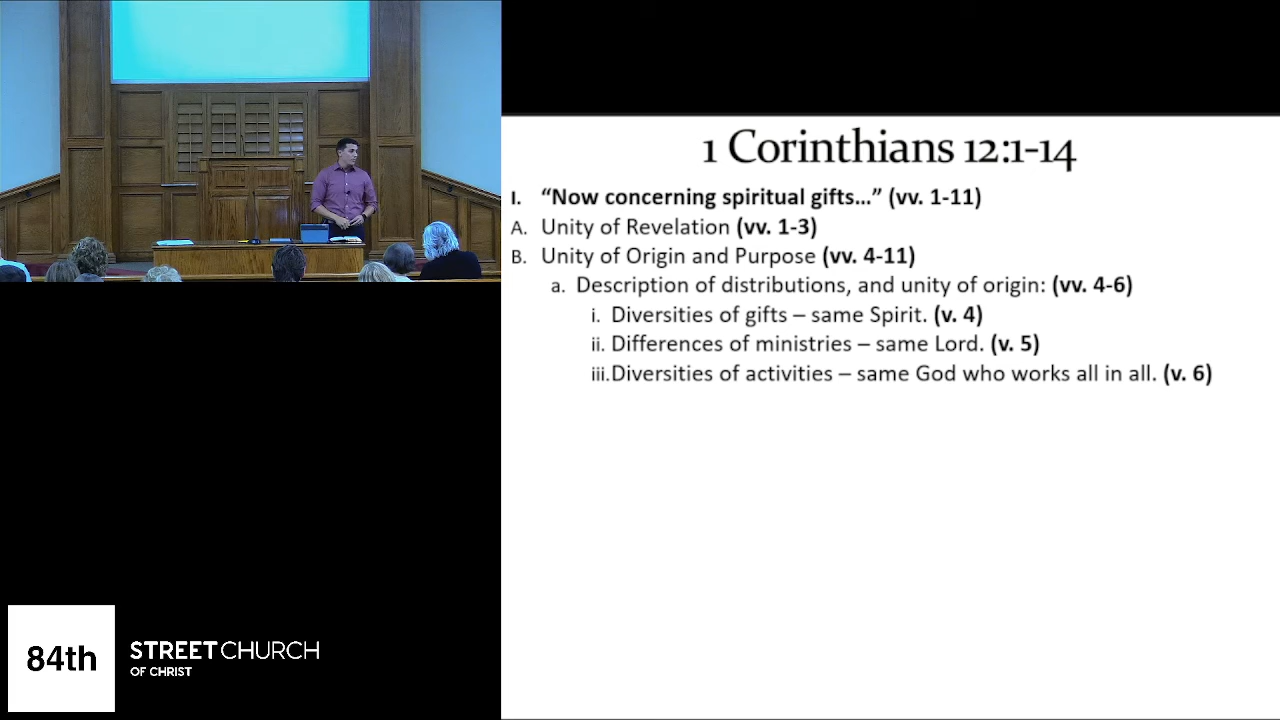 1 Corinthians 12:1-14
I. “Now concerning spiritual gifts…” (vv. 1-11)
A. Unity of Revelation (vv. 1-3)
B. Unity of Origin and Purpose (vv. 4-11)
a. Description of distributions, and unity of origin: (vv. 4-6)
i. Diversities of gifts – same Spirit. (v. 4)
ii. Differences of ministries – same Lord. (v. 5)
iii. Diversities of activities – same God who works all in all. (v. 6)
84th
STREET CHURCH
OF CHRIST